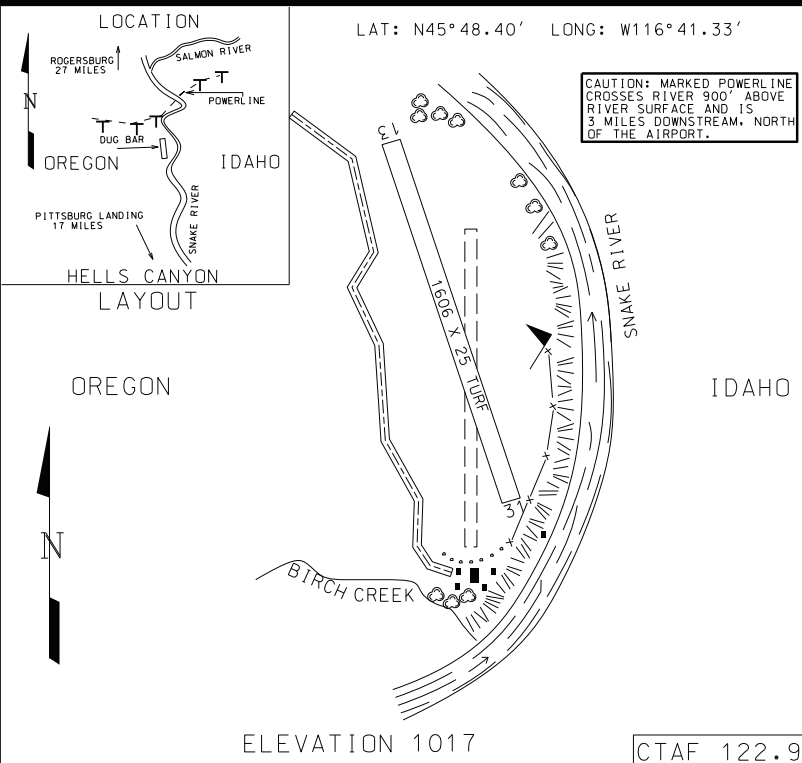 LOCATION
ROGERSBURG
27 MILES
SALMON RIVER
POWERLINE
N
DUG BAR
OREGON
IDAHO
PITTSBURG LANDING
17 MILES
SNAKE RIVER
HELLS CANYON
LAT: N45°48.40′ LONG: W116°41.33′
CAUTION: MARKED POWERLINE
CROSSES RIVER 900′ ABOVE
RIVER SURFACE AND IS
3 MILES DOWNSTREAM, NORTH
OF THE AIRPORT.
LAYOUT
13
1606 X 25 TURF
31
SNAKE RIVER
OREGON
IDAHO
N
BIRCH CREEK
ELEVATION 1017
CTAF 122.9